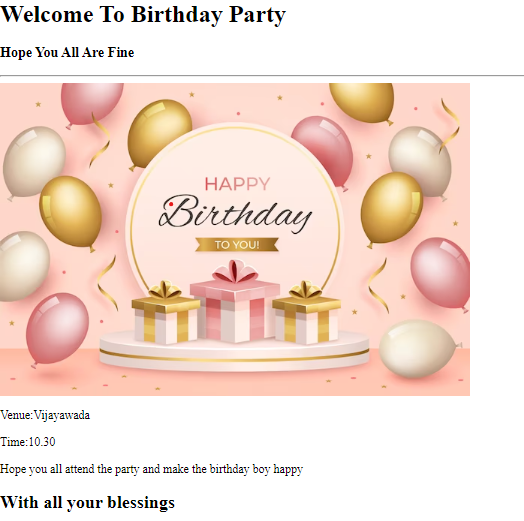 Welcome To Birthday Party
Hope You All Are Fine
HAPPY
Birthday
TO YOU!
Venue:Vijayawada
Time:10.30
Hope you all attend the party and make the birthday boy happy
With all your blessings